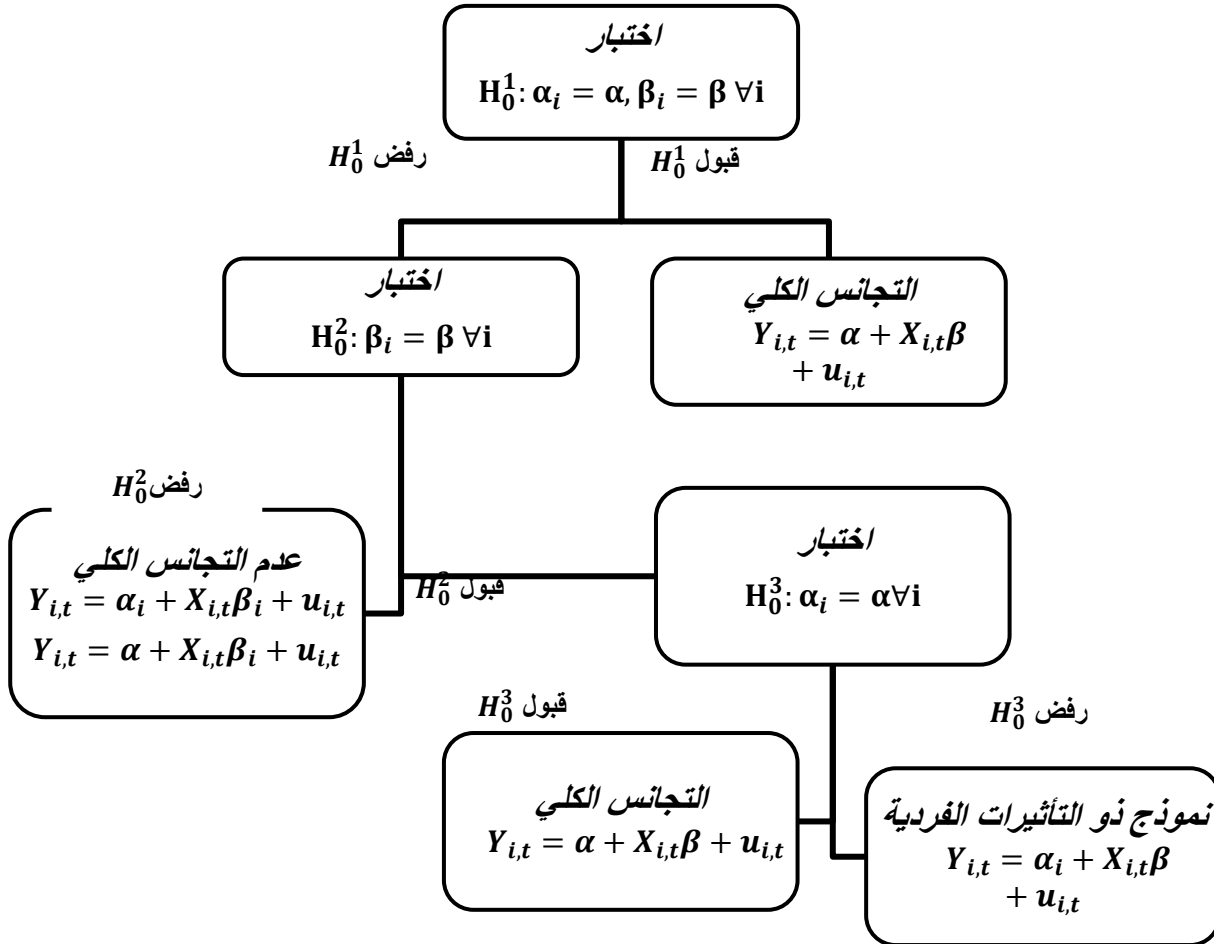 اختبار
H₀¹: αᵢ = α, βᵢ = β ∀i
رفض H₀¹
قبول H₀¹
اختبار
H₀²: βᵢ = β ∀i
التجانس الكلي
Yᵢ,ₜ = α + Xᵢ,ₜβ
+ uᵢ,ₜ
رفض H₀²
عدم التجانس الكلي
Yᵢ,ₜ = αᵢ + Xᵢ,ₜβᵢ + uᵢ,ₜ
Yᵢ,ₜ = α + Xᵢ,ₜβᵢ + uᵢ,ₜ
قبول H₀²
اختبار
H₀³: αᵢ = α∀i
قبول H₀³
رفض H₀³
التجانس الكلي
Yᵢ,ₜ = α + Xᵢ,ₜβ + uᵢ,ₜ
نموذج ذو التأثيرات الفردية
Yᵢ,ₜ = αᵢ + Xᵢ,ₜβ
+ uᵢ,ₜ